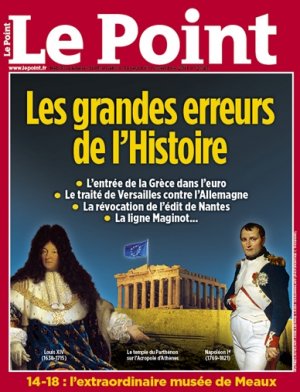 Le Point
Le Point
www.lepoint.fr
Les grandes erreurs
de l'Histoire
● L'entrée de la Grèce dans l'euro
● Le traité de Versailles contre l'Allemagne
● La révocation de l'édit de Nantes
● La ligne Maginot...
Louis XIV
(1638-1715)
Le temple du Parthénon
sur l'Acropole d'Athènes
Napoléon Iᵉʳ
(1769-1821)
14-18 : l'extraordinaire musée de Meaux